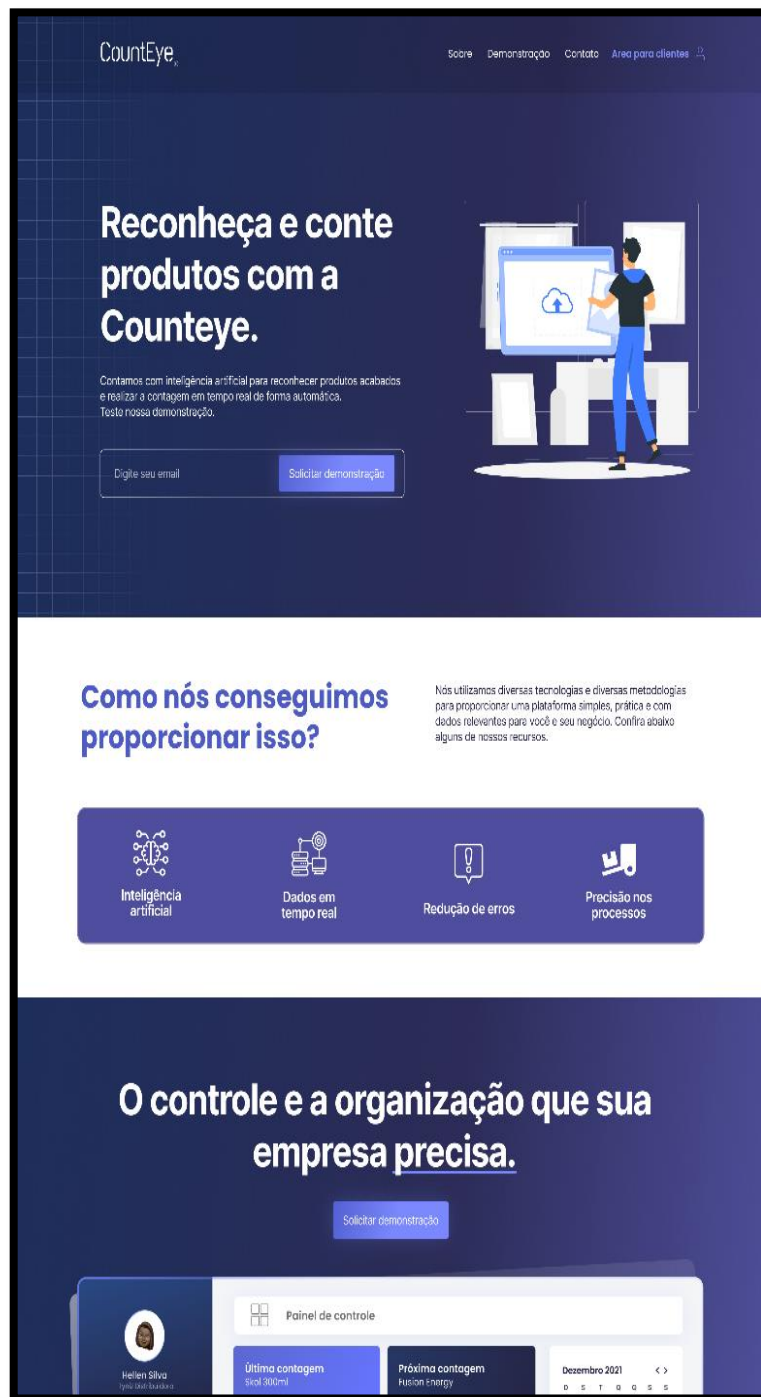 CountEye
Sobre Demonstração Contato Area para clientes
Reconheça e conte
produtos com a
Counteye.
Contamos com inteligência artificial para reconhecer produtos acabados
e realizar a contagem em tempo real de forma automática.
Teste nossa demonstração.
Digite seu email Solicitar demonstração
Como nós conseguimos
proporcionar isso?
Nós utilizamos diversas tecnologias e diversas metodologias
para proporcionar uma plataforma simples, prática e com
dados relevantes para você e seu negócio. Confira abaixo
alguns de nossos recursos.
Inteligência
artificial
Dados em
tempo real
Redução de erros
Precisão nos
processos
O controle e a organização que sua
empresa precisa.
Solicitar demonstração
Painel de controle
Hellen Silva
Distribuidora
Última contagem
Skol 300ml
Próxima contagem
Fusion Energy
Dezembro 2021 < >
D S T Q Q S S